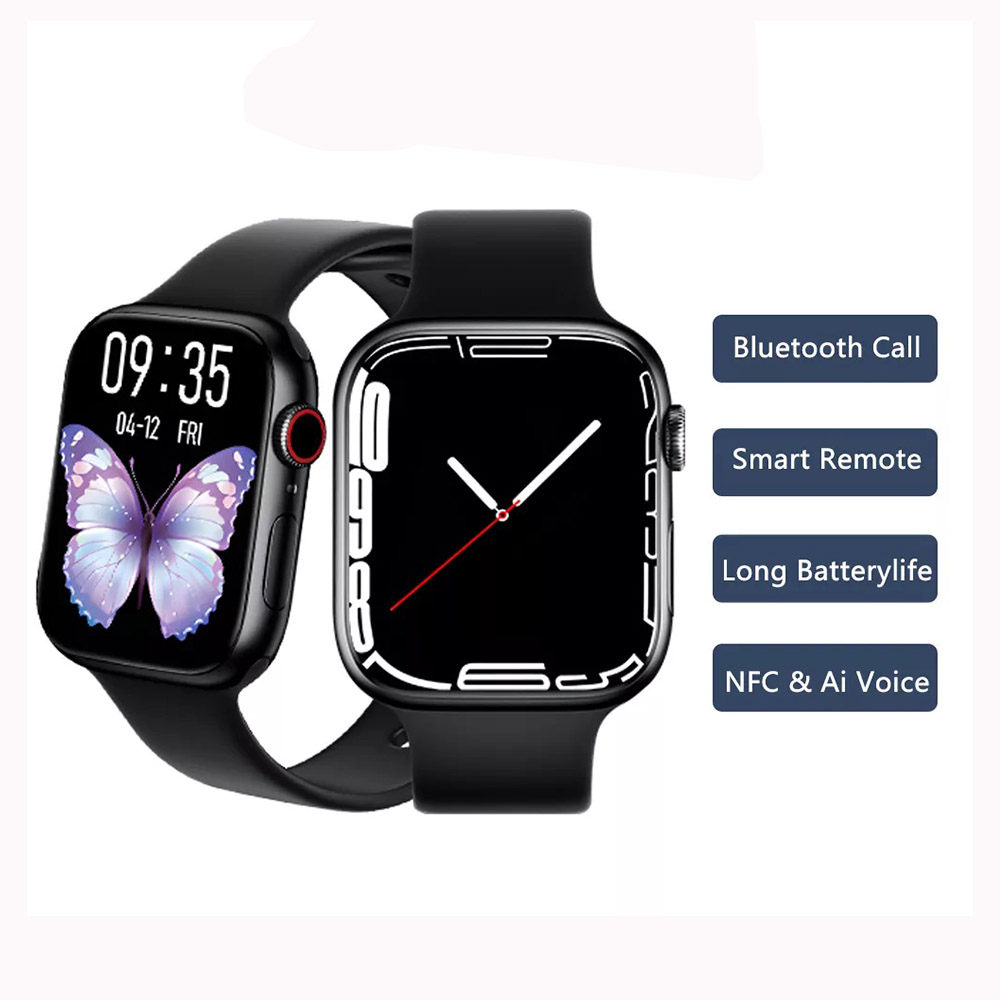 09:35
04-12 FRI
Bluetooth Call
Smart Remote
Long Batterylife
NFC & Ai Voice